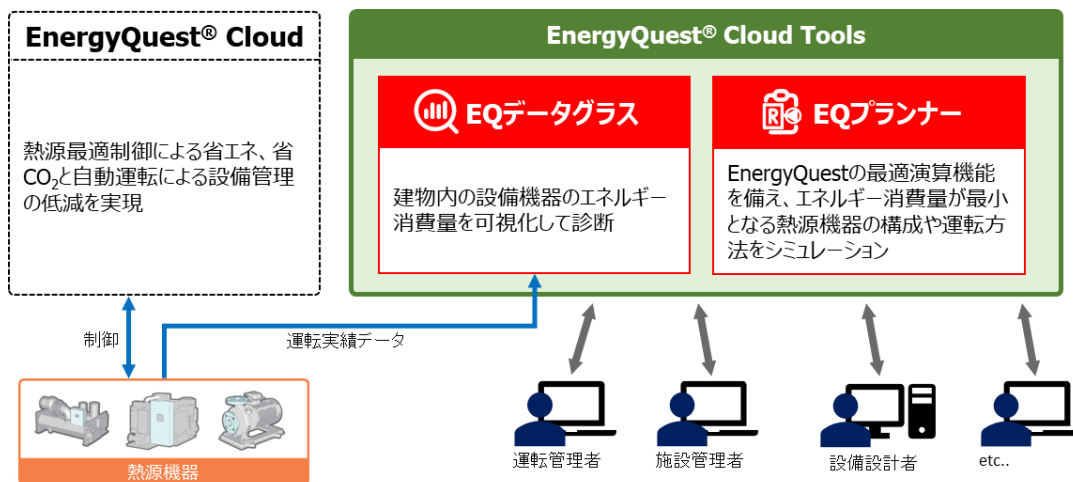 EnergyQuest® Cloud
熱源最適制御による省エネ、省
CO₂と自動運転による設備管理
の低減を実現
EnergyQuest® Cloud Tools
EQデータグラス
建物内の設備機器のエネルギー
消費量を可視化して診断
R
EQプランナー
EnergyQuestの最適演算機能
を備え、エネルギー消費量が最小
となる熱源機器の構成や運転方
法をシミュレーション
制御
運転実績データ
熱源機器
運転管理者
施設管理者
設備設計者
etc..